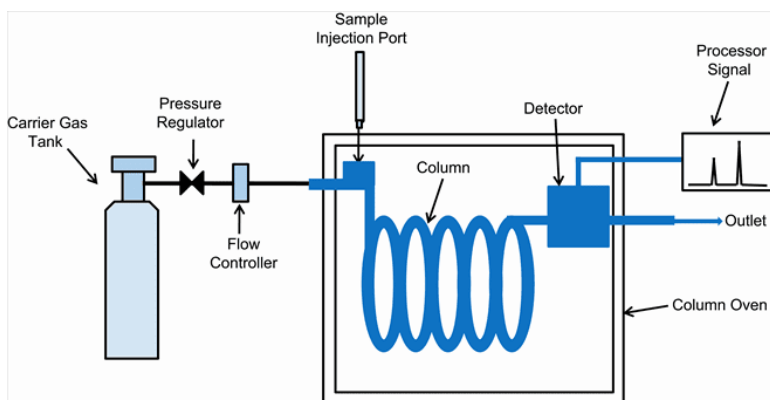 Sample
Injection Port
Processor
Signal
Pressure
Regulator
Detector
Carrier Gas
Tank
Column
Flow
Controller
Outlet
Column Oven